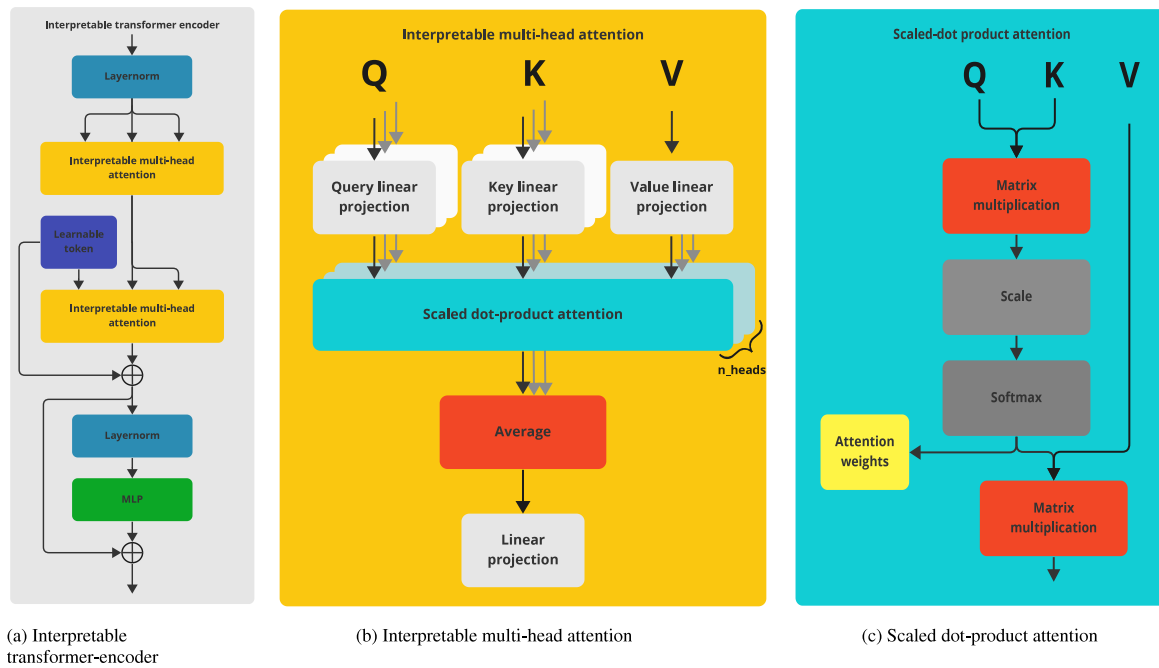 Interpretable transformer encoder
Layernorm
Interpretable multi-head
attention
Learnable
token
Interpretable multi-head
attention
Layernorm
MLP
(a) Interpretable
transformer-encoder
Interpretable multi-head attention
Q K V
Query linear
projection
Key linear
projection
Value linear
projection
Scaled dot-product attention
n_heads
Average
Linear
projection
(b) Interpretable multi-head attention
Scaled-dot product attention
Q K V
Matrix
multiplication
Scale
Softmax
Attention
weights
Matrix
multiplication
(c) Scaled dot-product attention